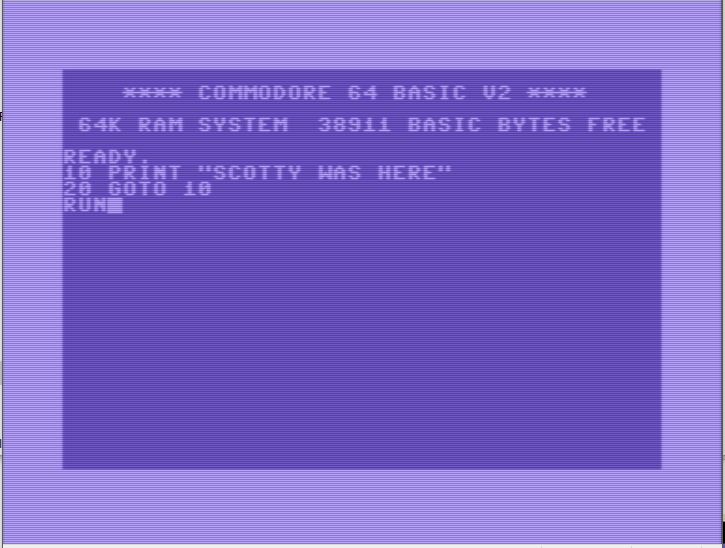 **** COMMODORE 64 BASIC V2 ****
64K RAM SYSTEM  38911 BASIC BYTES FREE
READY.
10 PRINT "SCOTTY WAS HERE"
20 GOTO 10
RUN